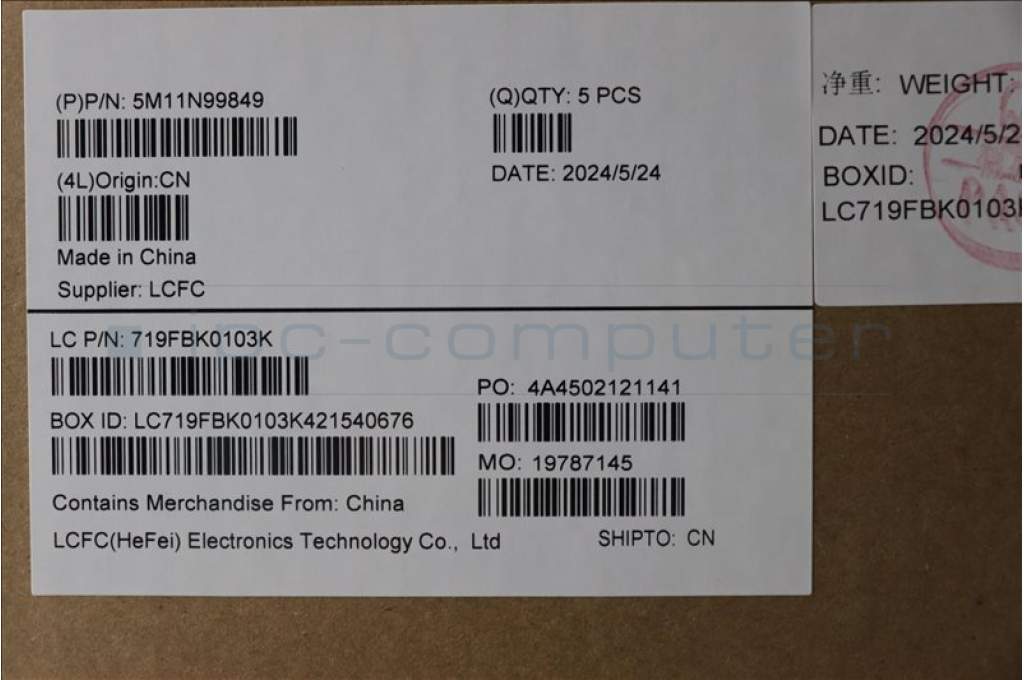 (P)P/N: 5M11N99849
(Q)QTY: 5 PCS
(4L)Origin:CN
DATE: 2024/5/24
Made in China
Supplier: LCFC
LC P/N: 719FBK0103K
PO: 4A4502121141
BOX ID: LC719FBK0103K421540676
MO: 19787145
Contains Merchandise From: China
LCFC(HeFei) Electronics Technology Co., Ltd
SHIPTO: CN
净重: WEIGHT:
DATE: 2024/5/2
BOXID:
LC719FBK0103
ipc-computer